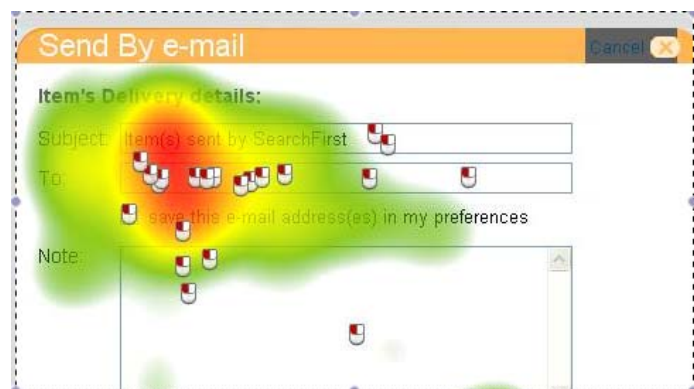 Send By e-mail
Cancel
Item's Delivery details:
Subject: Item(s) sent by SearchFirst
To:
save this e-mail address(es) in my preferences
Note: